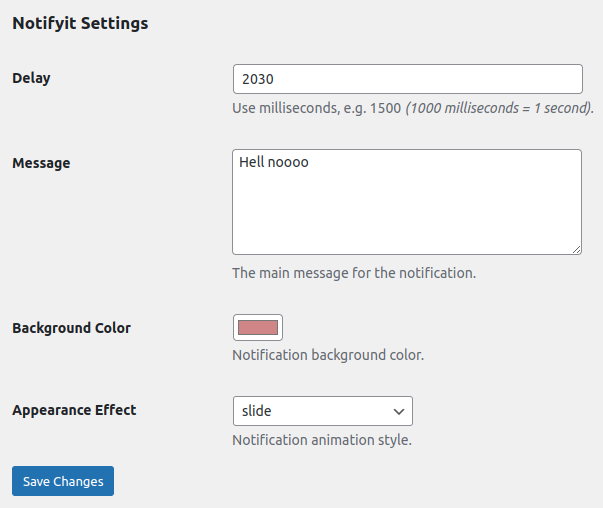 Notifyit Settings
Delay
2030
Use milliseconds, e.g. 1500 (1000 milliseconds = 1 second).
Message
Hell noooo
The main message for the notification.
Background Color
Notification background color.
Appearance Effect
slide
Notification animation style.
Save Changes